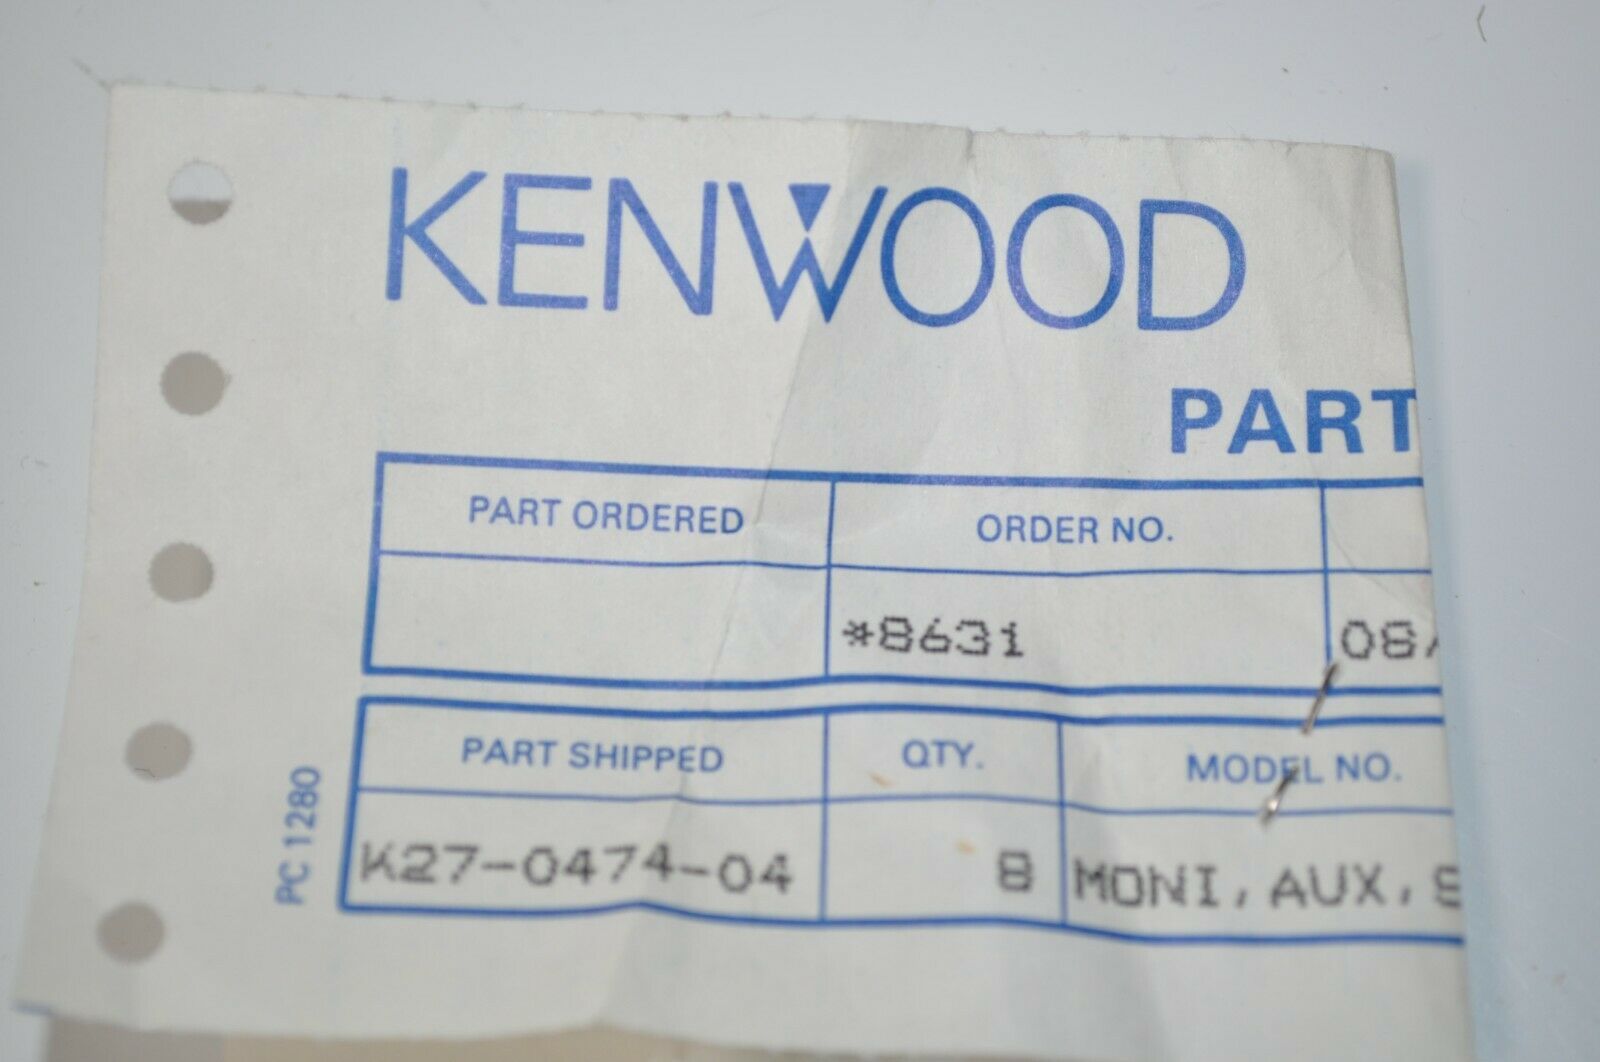 KENWOOD
PART
PART ORDERED ORDER NO.
*8631 08/
PART SHIPPED QTY. MODEL NO.
K27-0474-04 8 MONI, AUX, S
PC 1280